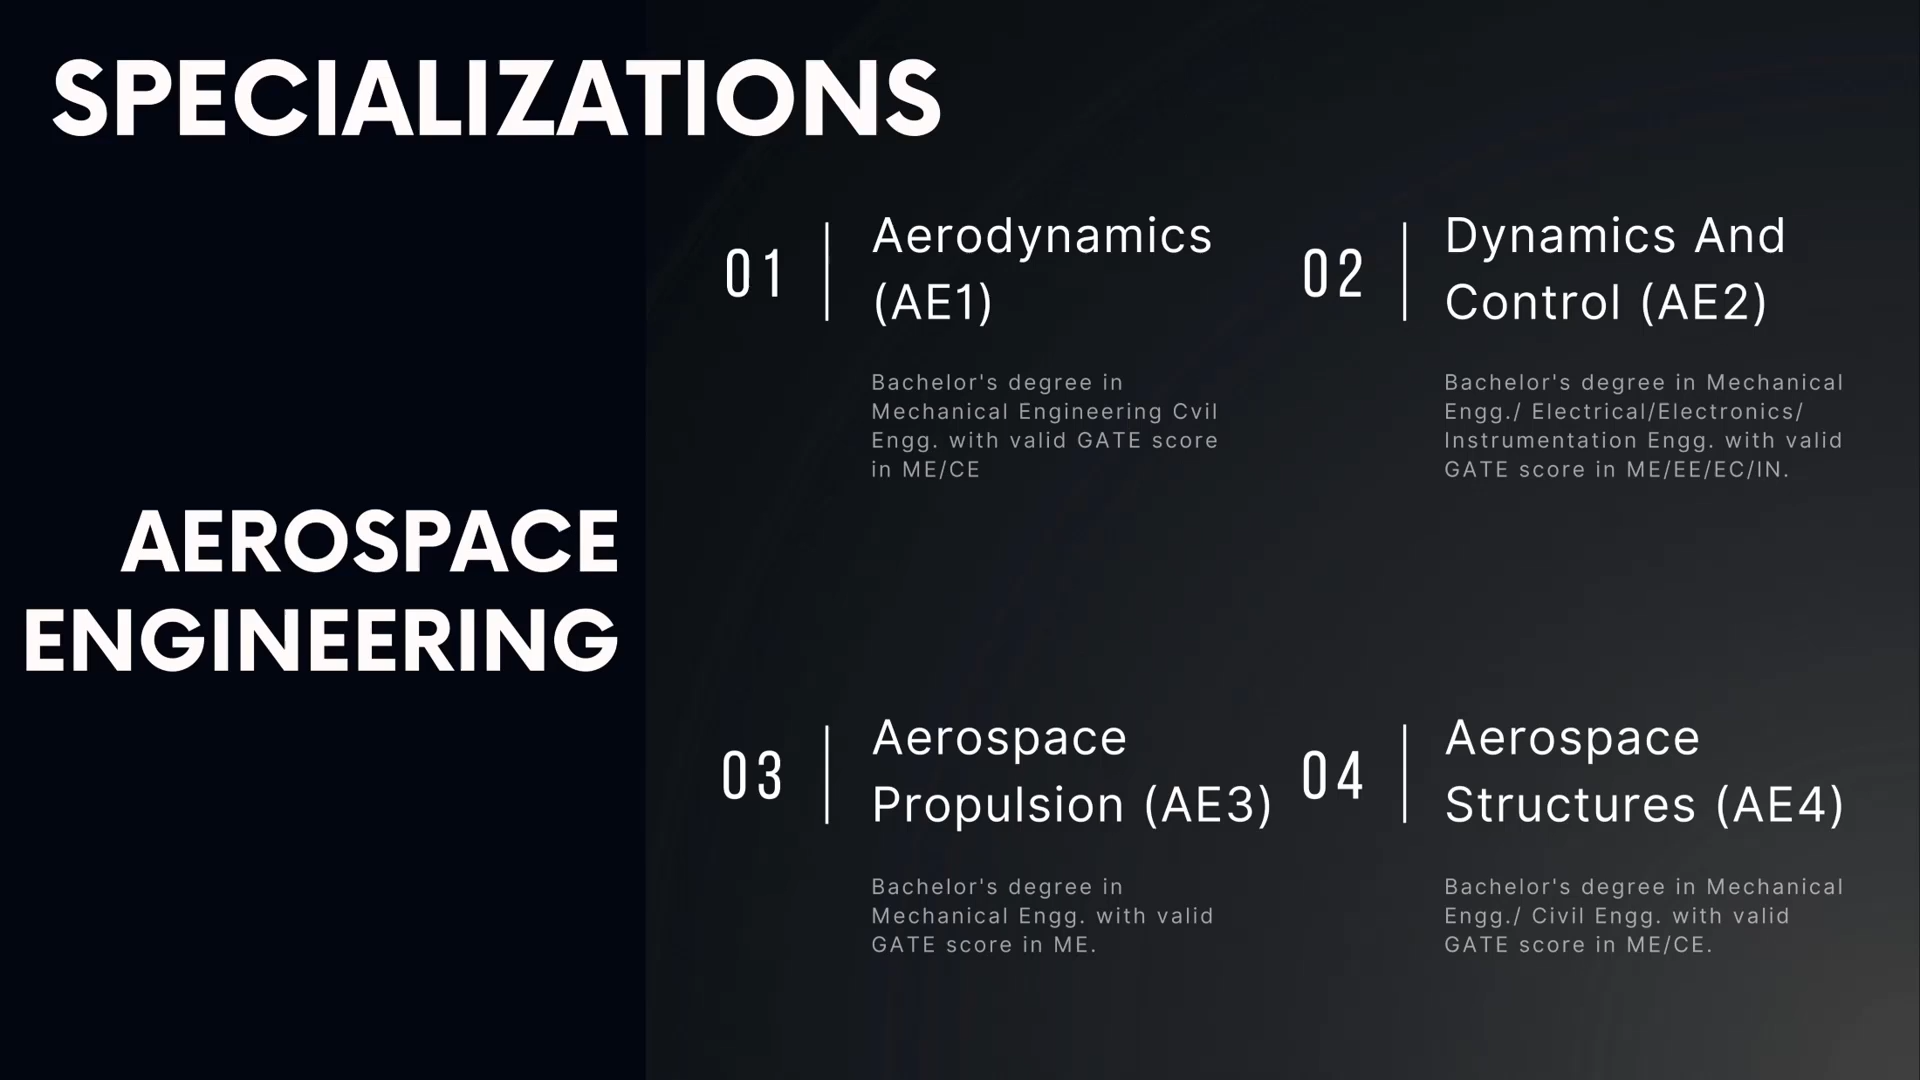 SPECIALIZATIONS
AEROSPACE
ENGINEERING
01
Aerodynamics
(AE1)
Bachelor's degree in
Mechanical Engineering Cvil
Engg. with valid GATE score
in ME/CE
02
Dynamics And
Control (AE2)
Bachelor's degree in Mechanical
Engg./ Electrical/Electronics/
Instrumentation Engg. with valid
GATE score in ME/EE/EC/IN.
03
Aerospace
Propulsion (AE3)
Bachelor's degree in
Mechanical Engg. with valid
GATE score in ME.
04
Aerospace
Structures (AE4)
Bachelor's degree in Mechanical
Engg./ Civil Engg. with valid
GATE score in ME/CE.